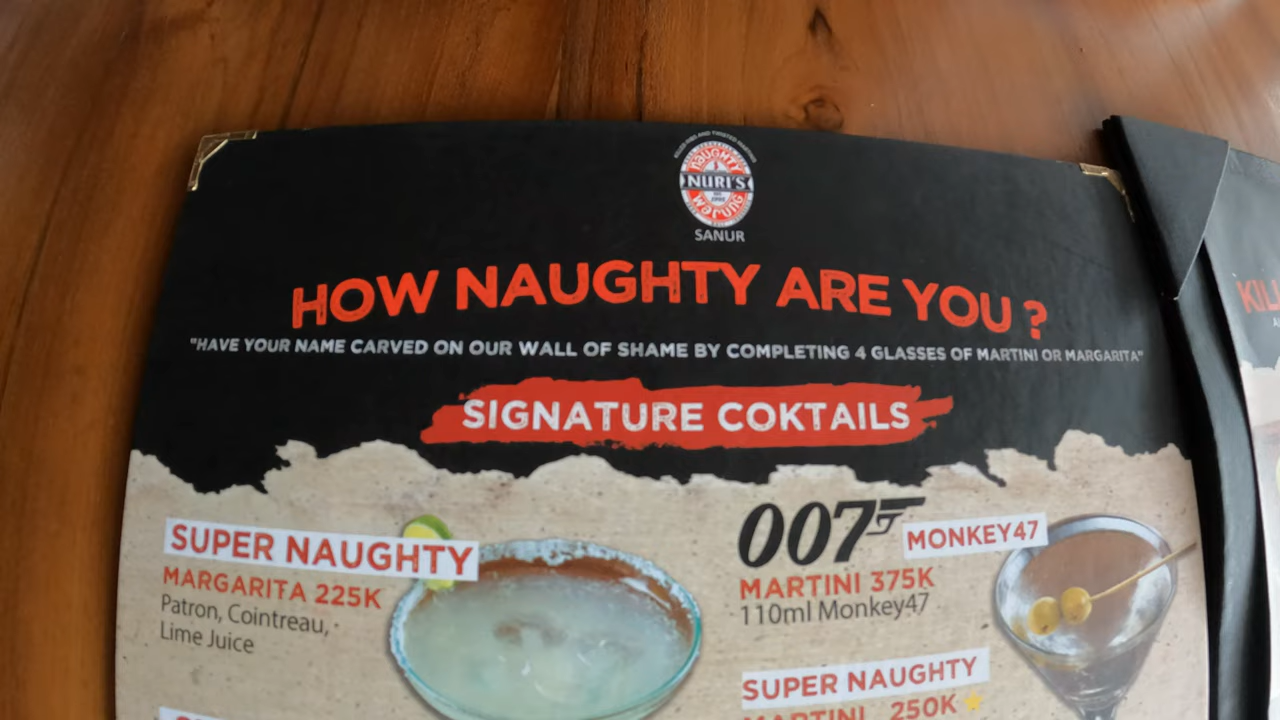 NAUGHTY
NURI'S
WARUNG
SANUR
HOW NAUGHTY ARE YOU ?
"HAVE YOUR NAME CARVED ON OUR WALL OF SHAME BY COMPLETING 4 GLASSES OF MARTINI OR MARGARITA"
SIGNATURE COKTAILS
SUPER NAUGHTY
MARGARITA 225K
Patron, Cointreau,
Lime Juice
007
MONKEY47
MARTINI 375K
110ml Monkey47
SUPER NAUGHTY
MARTINI 250K